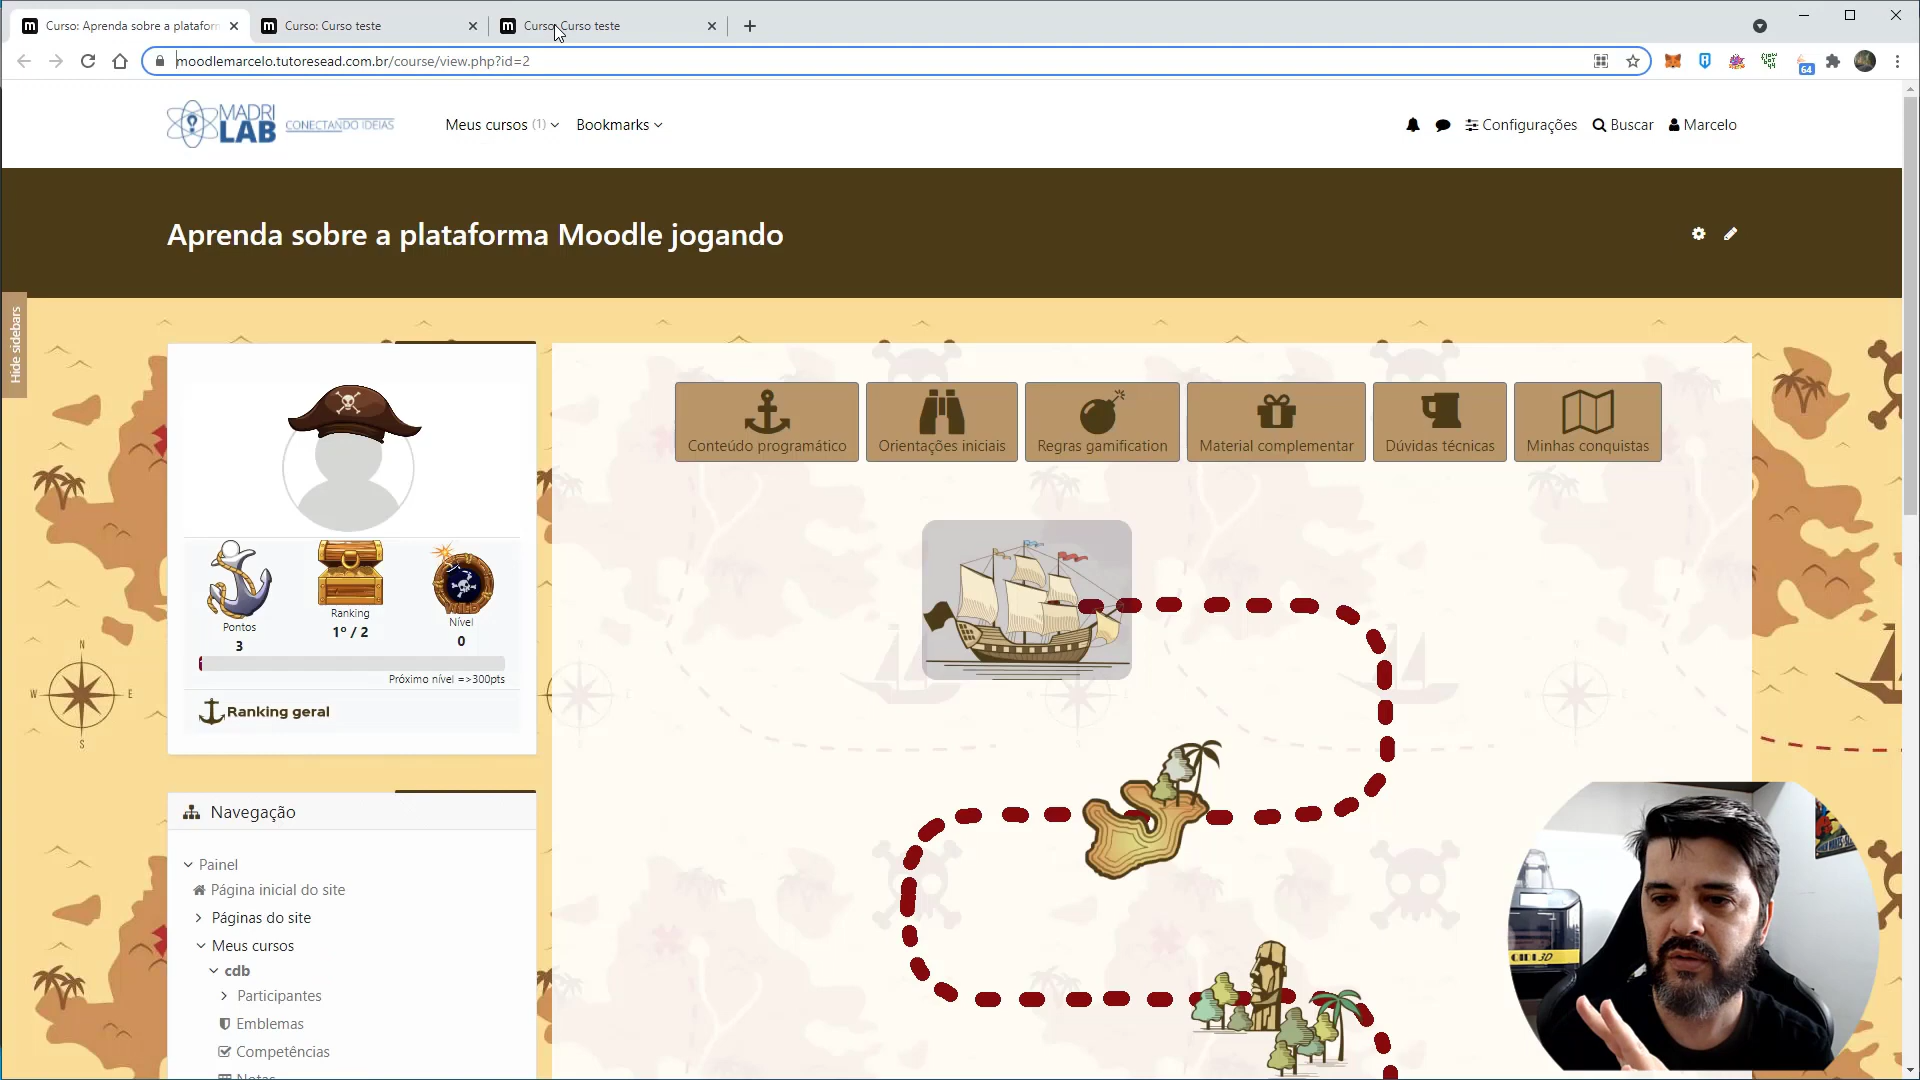 Curso: Aprenda sobre a plataform
Curso: Curso teste
Curso: Curso teste
moodlemarcelo.tutoresead.com.br/course/view.php?id=2
64
MADRI
LAB
CONECTANDO IDEIAS
Meus cursos (1)
Bookmarks
Configurações
Buscar
Marcelo
Aprenda sobre a plataforma Moodle jogando
Hide sidebars
Conteúdo programático
Orientações iniciais
Regras gamification
Material complementar
Dúvidas técnicas
Minhas conquistas
WILD
Pontos
3
Ranking
1º / 2
Nível
0
Próximo nível =>300pts
Ranking geral
N
W
E
S
Navegação
Painel
Página inicial do site
Páginas do site
Meus cursos
cdb
Participantes
Emblemas
Competências
Notas